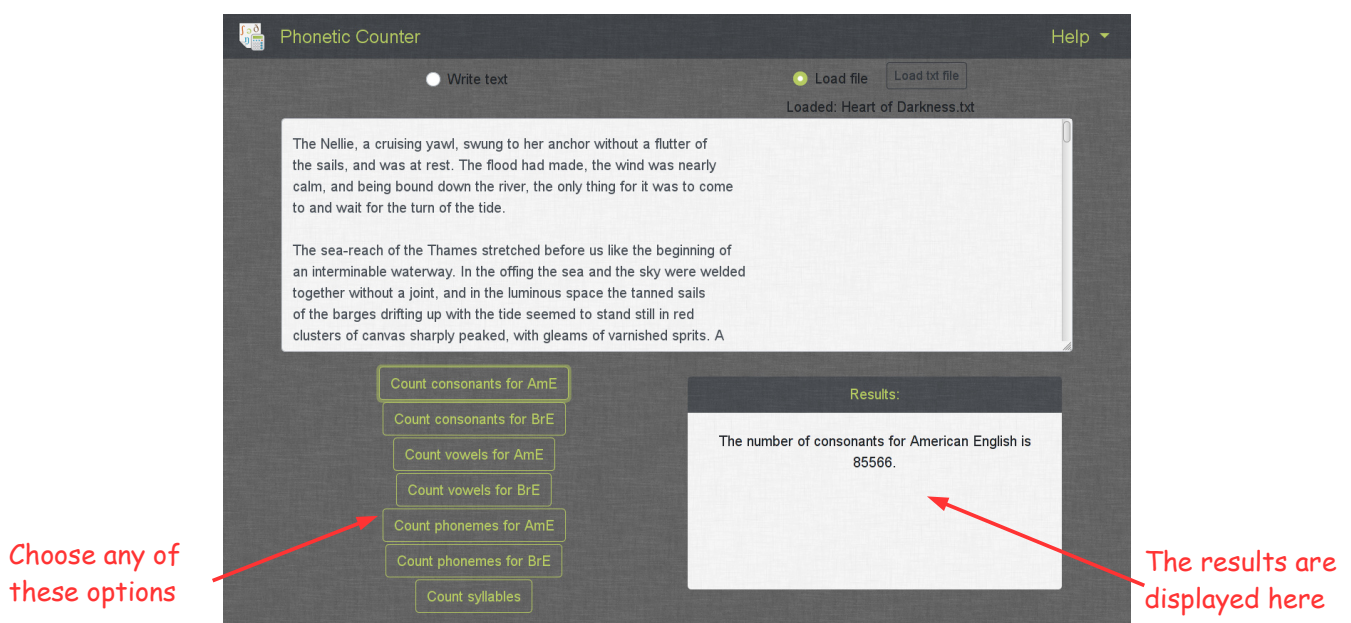 Phonetic Counter
Help
Write text
Load file
Load txt file
Loaded: Heart of Darkness.txt
The Nellie, a cruising yawl, swung to her anchor without a flutter of
the sails, and was at rest. The flood had made, the wind was nearly
calm, and being bound down the river, the only thing for it was to come
to and wait for the turn of the tide.
The sea-reach of the Thames stretched before us like the beginning of
an interminable waterway. In the offing the sea and the sky were welded
together without a joint, and in the luminous space the tanned sails
of the barges drifting up with the tide seemed to stand still in red
clusters of canvas sharply peaked, with gleams of varnished sprits. A
Count consonants for AmE
Count consonants for BrE
Count vowels for AmE
Count vowels for BrE
Count phonemes for AmE
Count phonemes for BrE
Count syllables
Results:
The number of consonants for American English is
85566.
Choose any of
these options
The results are
displayed here